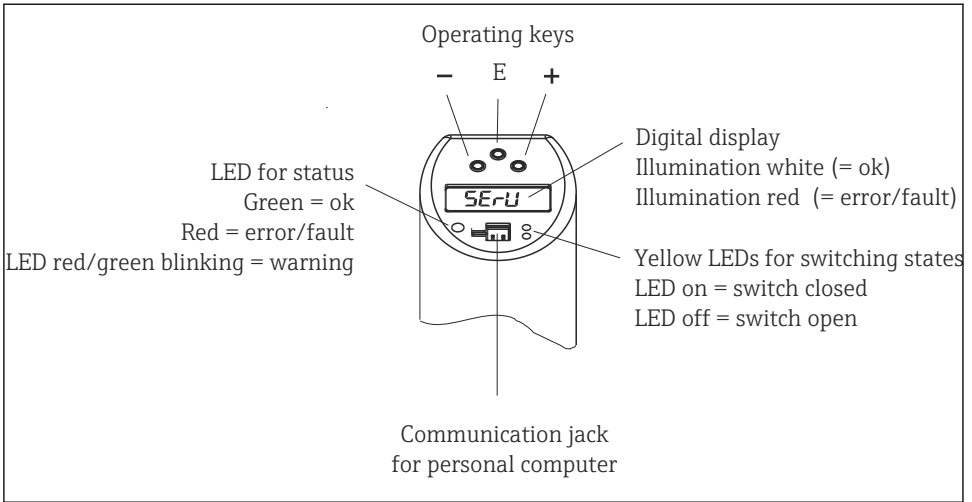 Operating keys
− E +
Digital display
Illumination white (= ok)
Illumination red (= error/fault)
LED for status
Green = ok
Red = error/fault
LED red/green blinking = warning
SErU
Yellow LEDs for switching states
LED on = switch closed
LED off = switch open
Communication jack
for personal computer